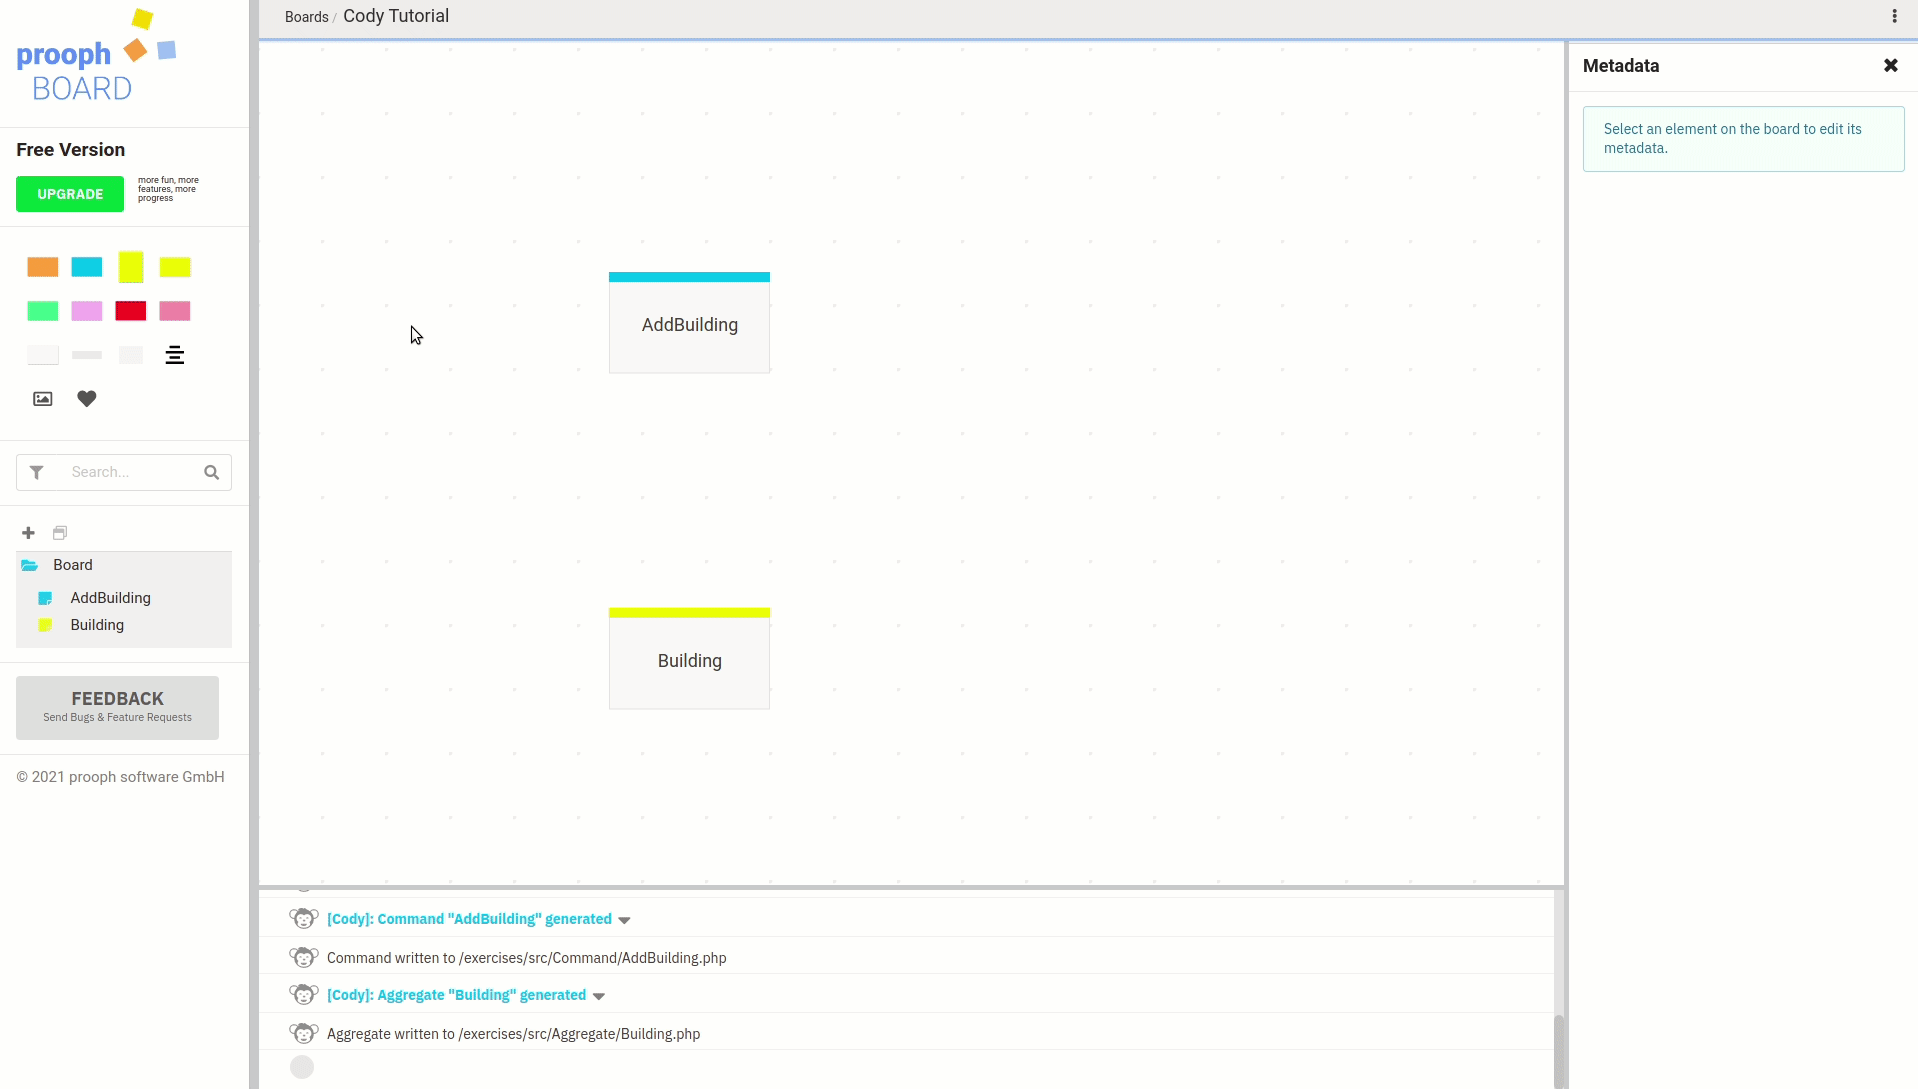 prooph
BOARD
Free Version
UPGRADE
more fun, more
features, more
progress
Search...
Board
AddBuilding
Building
FEEDBACK
Send Bugs & Feature Requests
© 2021 prooph software GmbH
Boards / Cody Tutorial
AddBuilding
Building
[Cody]: Command "AddBuilding" generated
Command written to /exercises/src/Command/AddBuilding.php
[Cody]: Aggregate "Building" generated
Aggregate written to /exercises/src/Aggregate/Building.php
Metadata
Select an element on the board to edit its
metadata.